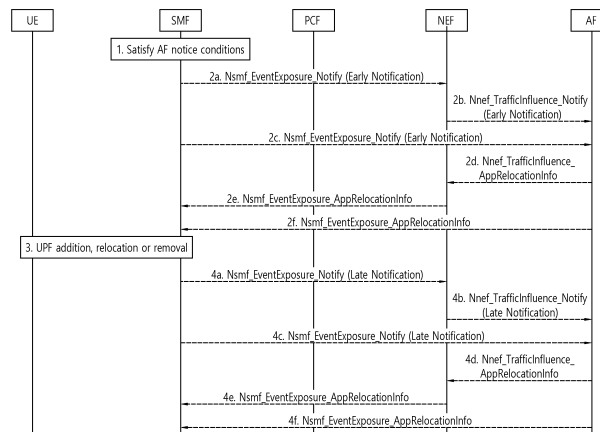 UE SMF PCF NEF AF
1. Satisfy AF notice conditions
2a. Nsmf_EventExposure_Notify (Early Notification)
2b. Nnef_TrafficInfluence_Notify
(Early Notification)
2c. Nsmf_EventExposure_Notify (Early Notification)
2d. Nnef_TrafficInfluence_
AppRelocationInfo
2e. Nsmf_EventExposure_AppRelocationInfo
2f. Nsmf_EventExposure_AppRelocationInfo
3. UPF addition, relocation or removal
4a. Nsmf_EventExposure_Notify (Late Notification)
4b. Nnef_TrafficInfluence_Notify
(Late Notification)
4c. Nsmf_EventExposure_Notify (Late Notification)
4d. Nnef_TrafficInfluence_
AppRelocationInfo
4e. Nsmf_EventExposure_AppRelocationInfo
4f. Nsmf_EventExposure_AppRelocationInfo